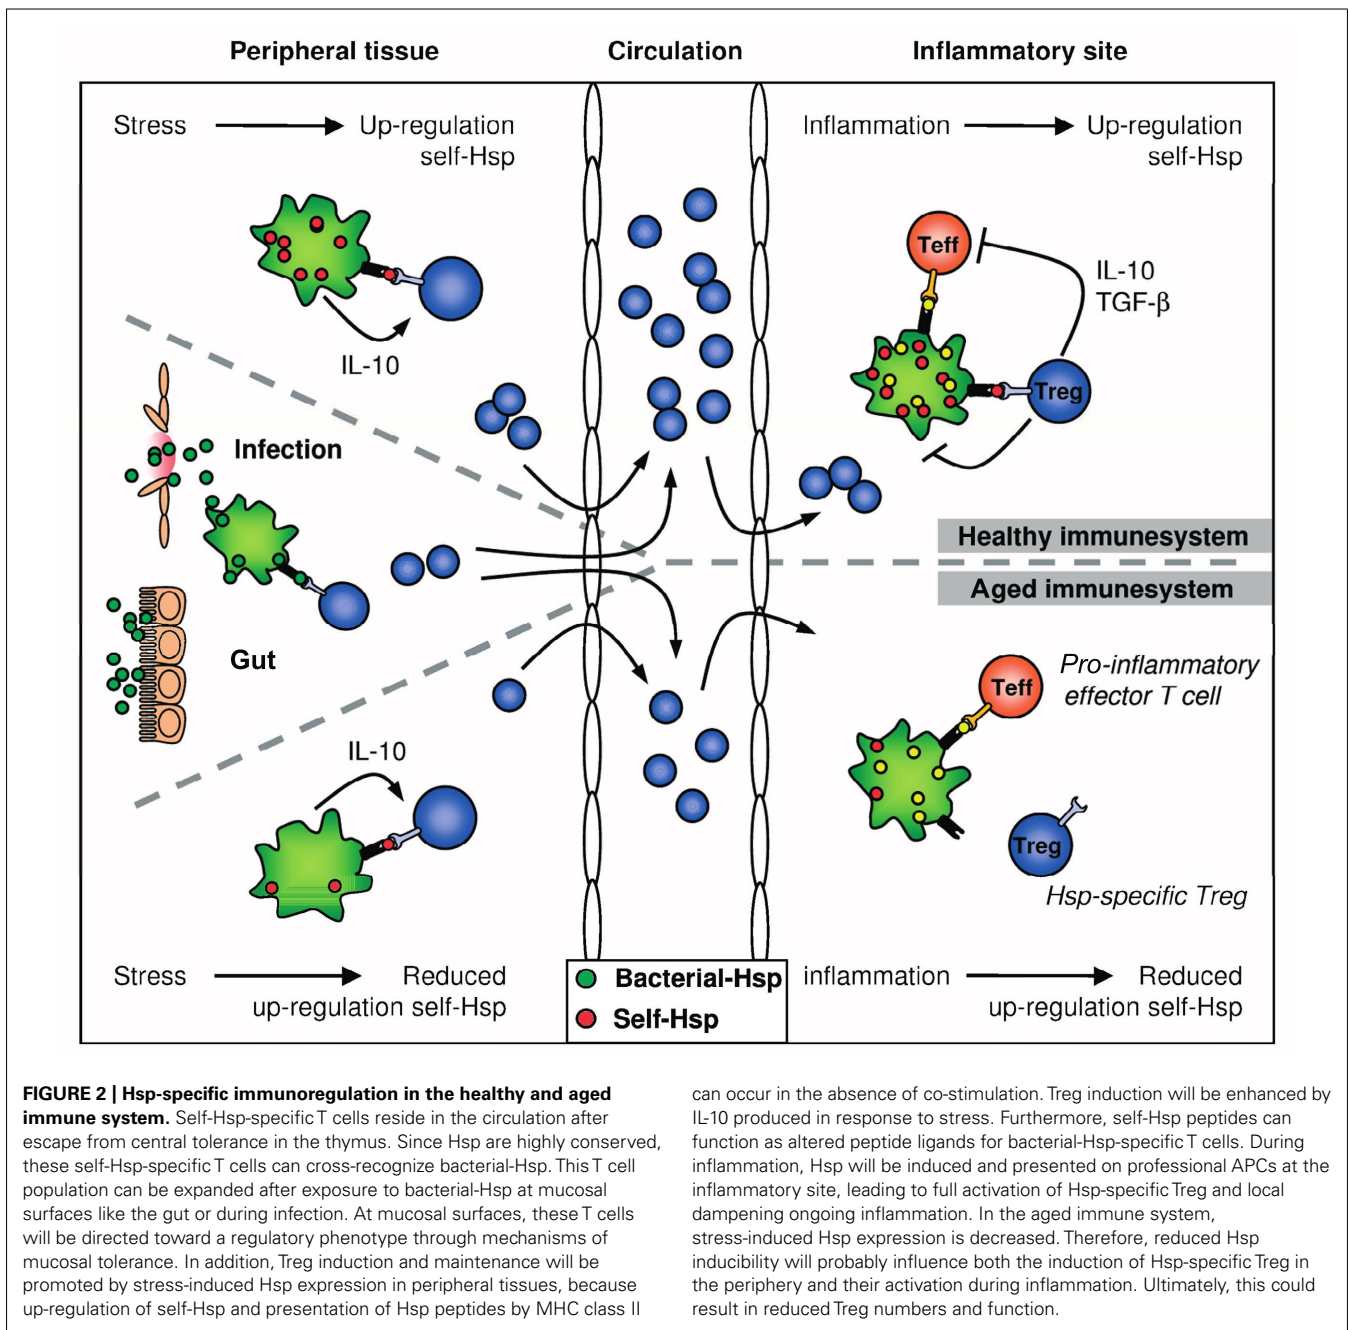 Peripheral tissue
Circulation
Inflammatory site
Stress
Up-regulation
self-Hsp
Inflammation
Up-regulation
self-Hsp
Teff
IL-10
TGF-β
Treg
IL-10
Infection
Gut
Healthy immunesystem
Aged immunesystem
Pro-inflammatory
effector T cell
Teff
Treg
Hsp-specific Treg
IL-10
Stress
Reduced
up-regulation self-Hsp
Bacterial-Hsp
Self-Hsp
inflammation
Reduced
up-regulation self-Hsp
FIGURE 2 | Hsp-specific immunoregulation in the healthy and aged
immune system. Self-Hsp-specific T cells reside in the circulation after
escape from central tolerance in the thymus. Since Hsp are highly conserved,
these self-Hsp-specific T cells can cross-recognize bacterial-Hsp. This T cell
population can be expanded after exposure to bacterial-Hsp at mucosal
surfaces like the gut or during infection. At mucosal surfaces, these T cells
will be directed toward a regulatory phenotype through mechanisms of
mucosal tolerance. In addition, Treg induction and maintenance will be
promoted by stress-induced Hsp expression in peripheral tissues, because
up-regulation of self-Hsp and presentation of Hsp peptides by MHC class II
can occur in the absence of co-stimulation. Treg induction will be enhanced by
IL-10 produced in response to stress. Furthermore, self-Hsp peptides can
function as altered peptide ligands for bacterial-Hsp-specific T cells. During
inflammation, Hsp will be induced and presented on professional APCs at the
inflammatory site, leading to full activation of Hsp-specific Treg and local
dampening ongoing inflammation. In the aged immune system,
stress-induced Hsp expression is decreased. Therefore, reduced Hsp
inducibility will probably influence both the induction of Hsp-specific Treg in
the periphery and their activation during inflammation. Ultimately, this could
result in reduced Treg numbers and function.